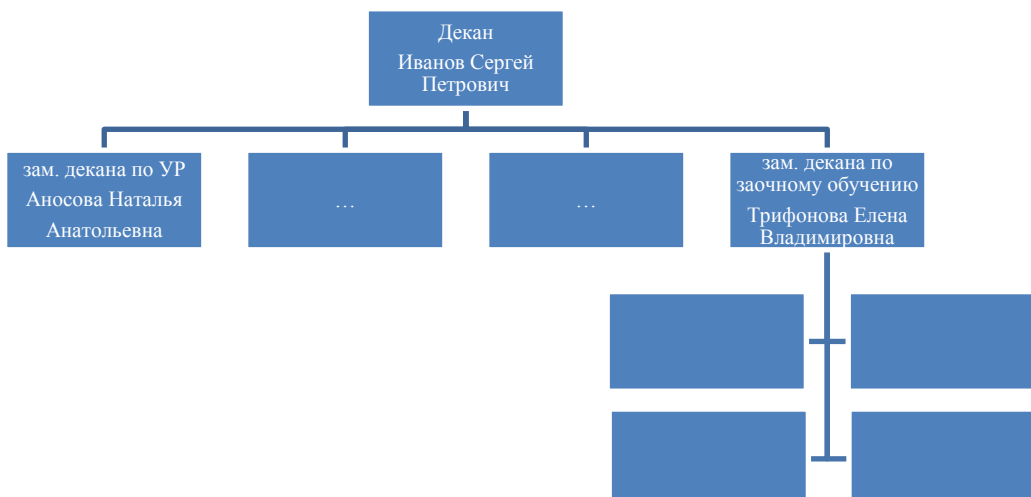 Декан
Иванов Сергей
Петрович
зам. декана по УР
Аносова Наталья
Анатольевна
…
…
зам. декана по
заочному обучению
Трифонова Елена
Владимировна